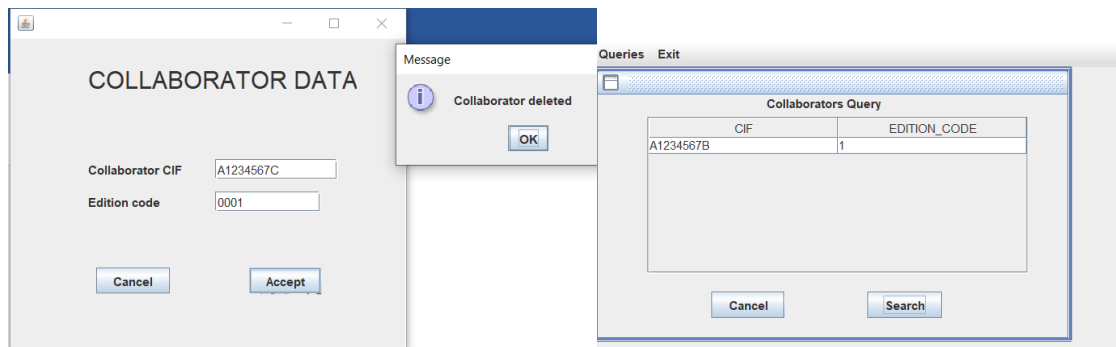 COLLABORATOR DATA
Collaborator CIF A1234567C
Edition code 0001
Cancel Accept
Message
Collaborator deleted
OK
Queries Exit
Collaborators Query
CIF EDITION_CODE
A1234567B 1
Cancel Search